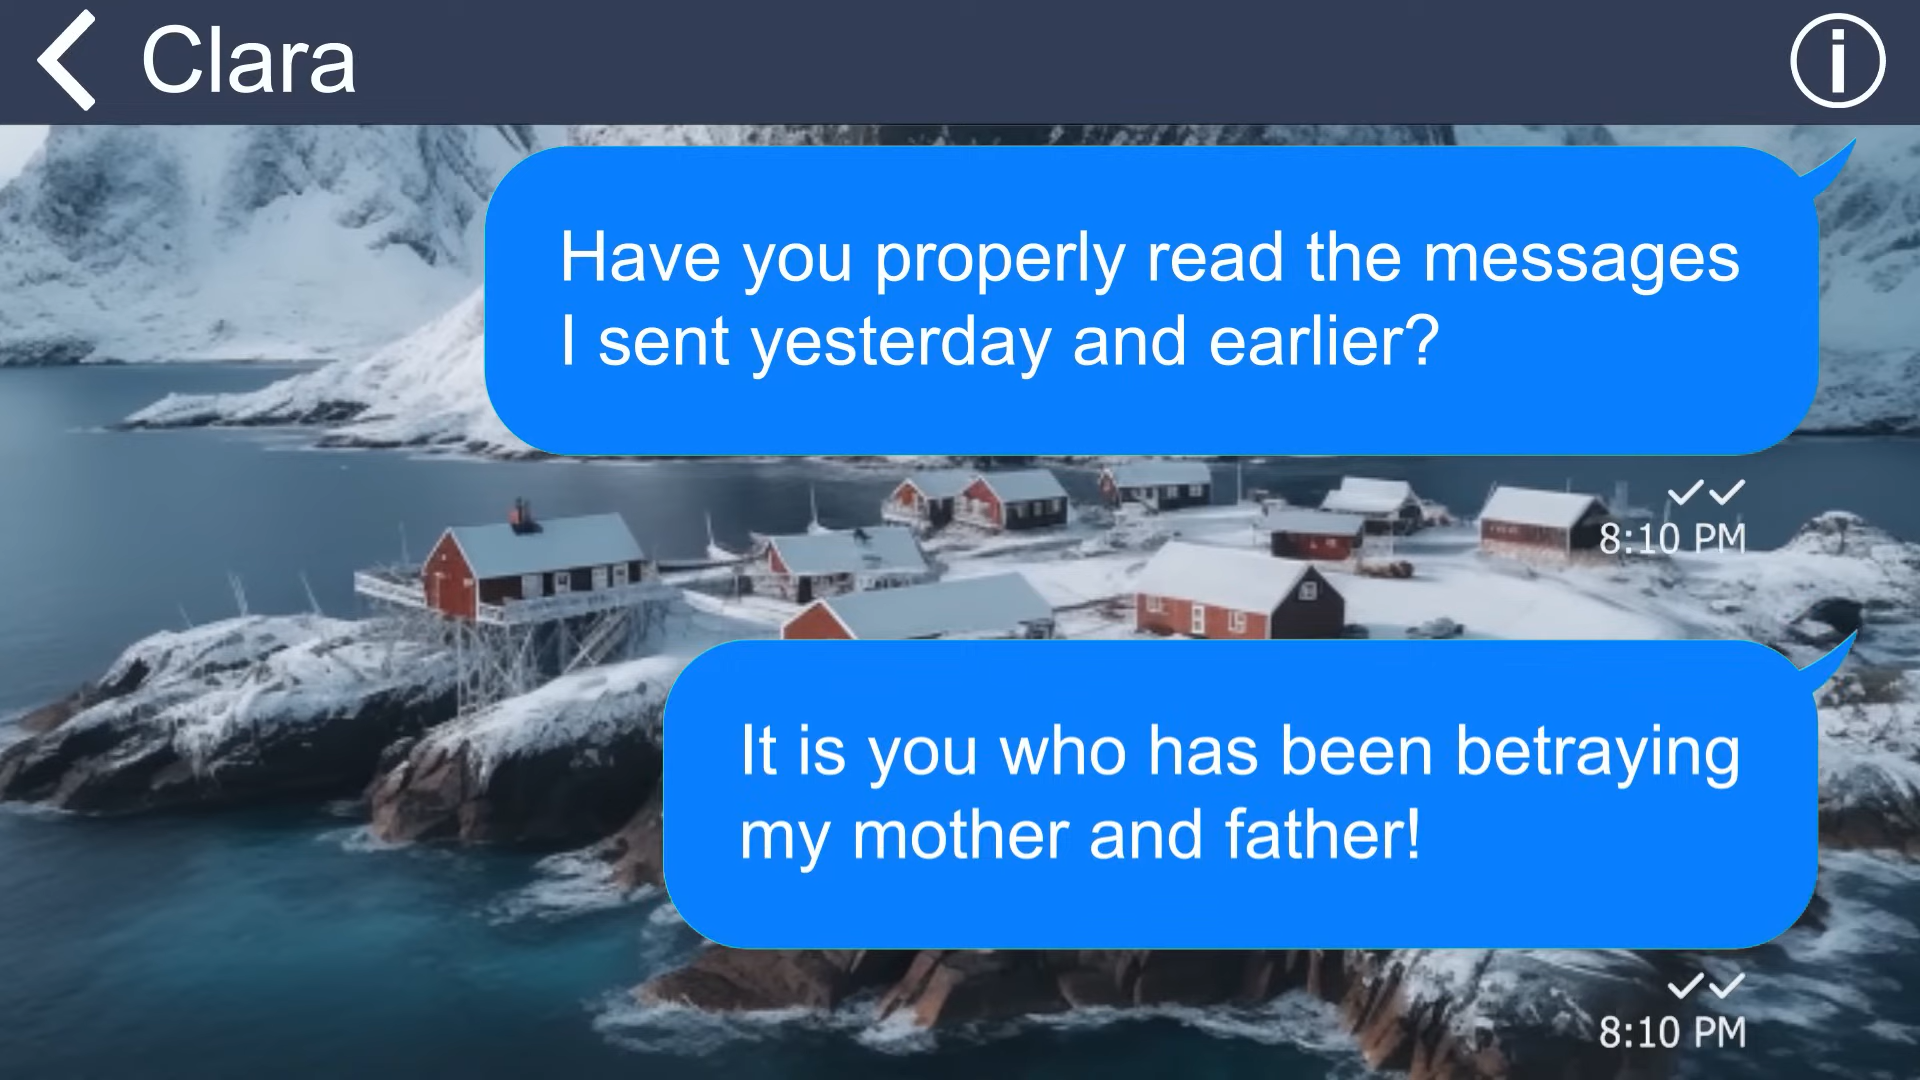 Clara
Have you properly read the messages
I sent yesterday and earlier?
8:10 PM
It is you who has been betraying
my mother and father!
8:10 PM